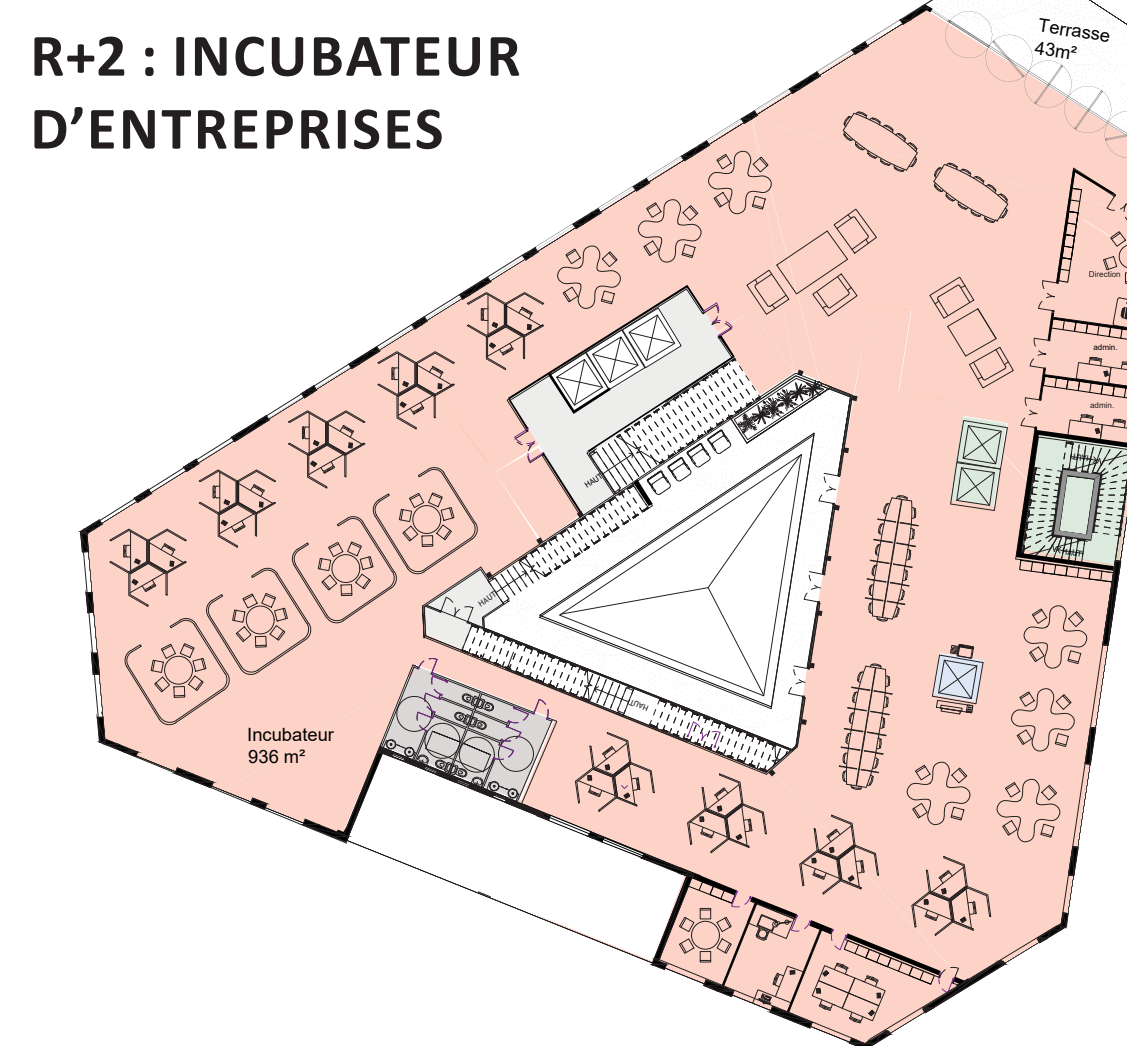 R+2 : INCUBATEUR
D’ENTREPRISES
Terrasse
43m²
Direction
admin.
admin.
HAUT
HAUT
HAUT
Incubateur
936 m²